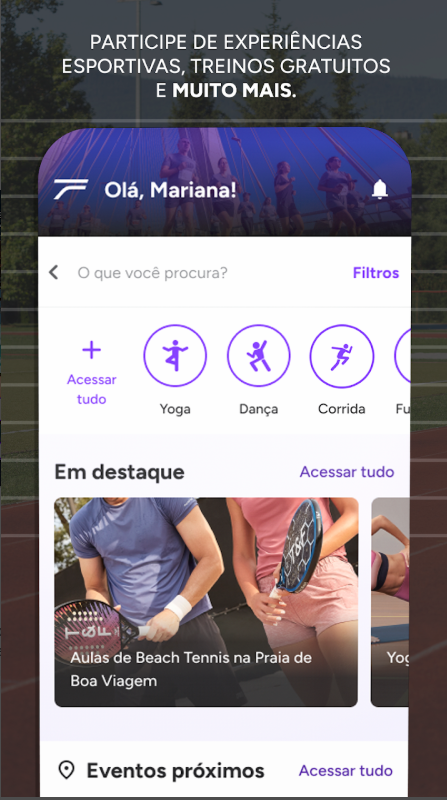 PARTICIPE DE EXPERIÊNCIAS
ESPORTIVAS, TREINOS GRATUITOS
E MUITO MAIS.
Olá, Mariana!
O que você procura?
Filtros
Acessar
tudo
Yoga
Dança
Corrida
Fu
Em destaque
Acessar tudo
T&F
T&F
Aulas de Beach Tennis na Praia de
Boa Viagem
Yog
Eventos próximos
Acessar tudo